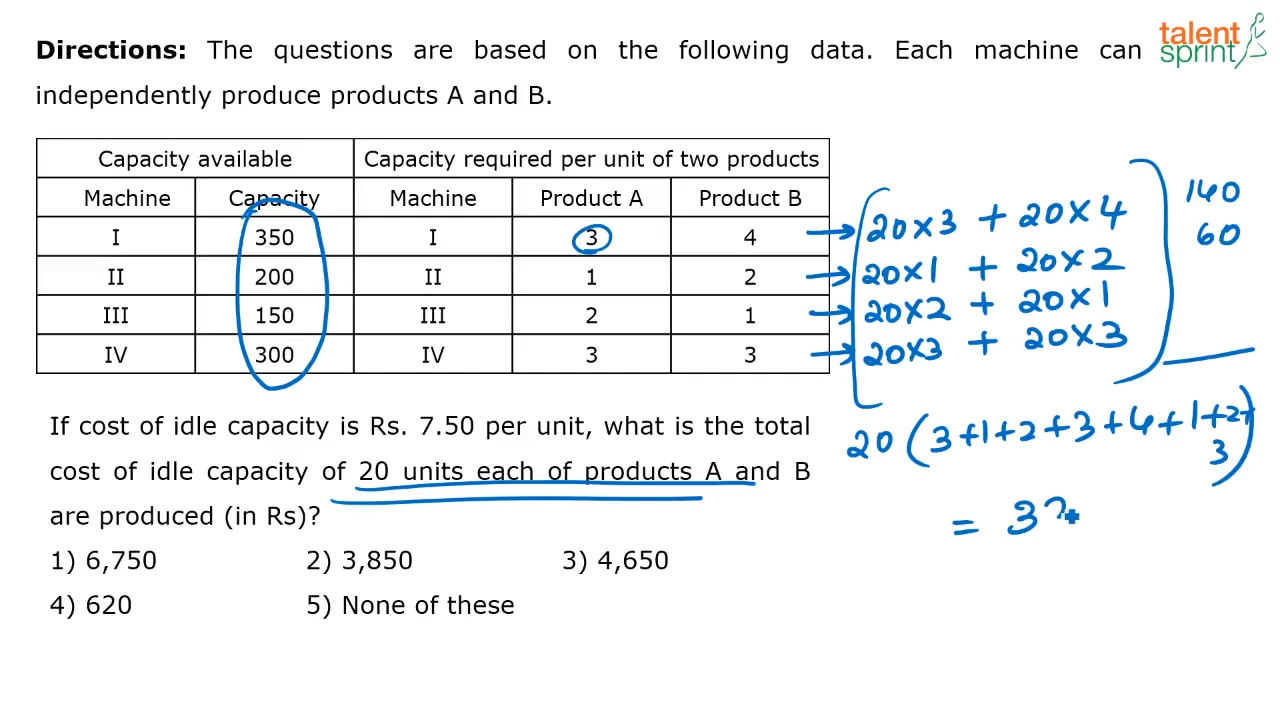 talent
sprint
Directions: The questions are based on the following data. Each machine can
independently produce products A and B.
Capacity available Capacity required per unit of two products
Machine Capacity Machine Product A Product B
I 350 I 3 4
II 200 II 1 2
III 150 III 2 1
IV 300 IV 3 3
20×3 + 20×4
20×1 + 20×2
20×2 + 20×1
20×3 + 20×3
140
60
20 (3+1+2+3+4+1+2+
3)
= 32
If cost of idle capacity is Rs. 7.50 per unit, what is the total
cost of idle capacity of 20 units each of products A and B
are produced (in Rs)?
1) 6,750 2) 3,850 3) 4,650
4) 620 5) None of these